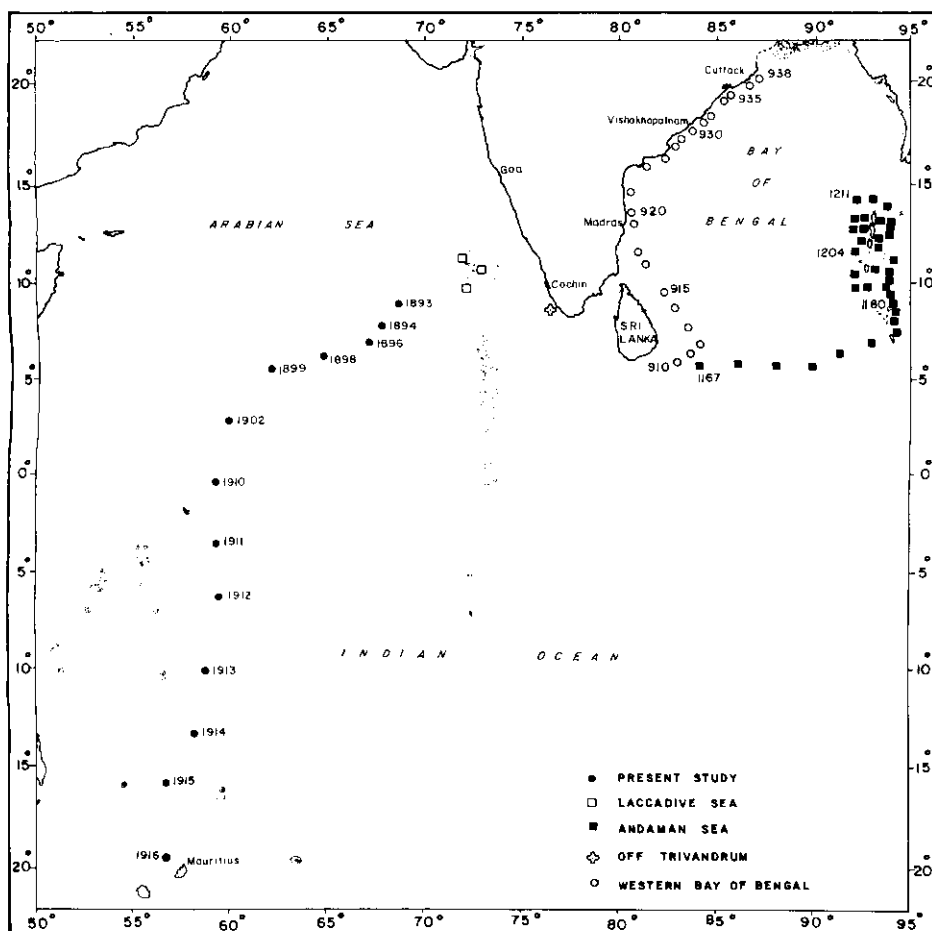 50° 55° 60° 65° 70° 75° 80° 85° 90° 95°
20° 20°
Cuttack 938
935
Vishakhapatnam 930
BAY
Goa
15° OF 1211 15°
920
ARABIAN SEA Madras BENGAL
1204
10° Cochin 915 10°
1893 1180
1894 SRI
1896 LANKA
1898
5° 1899 910 1167 5°
1902
0° 1910 0°
1911
5° 1912 5°
INDIAN OCEAN
10° 1913 10°
1914
15° 1915 PRESENT STUDY 15°
LACCADIVE SEA
ANDAMAN SEA
1916 Mauritius OFF TRIVANDRUM
20° WESTERN BAY OF BENGAL 20°
50° 55° 60° 65° 70° 75° 80° 85° 90° 95°